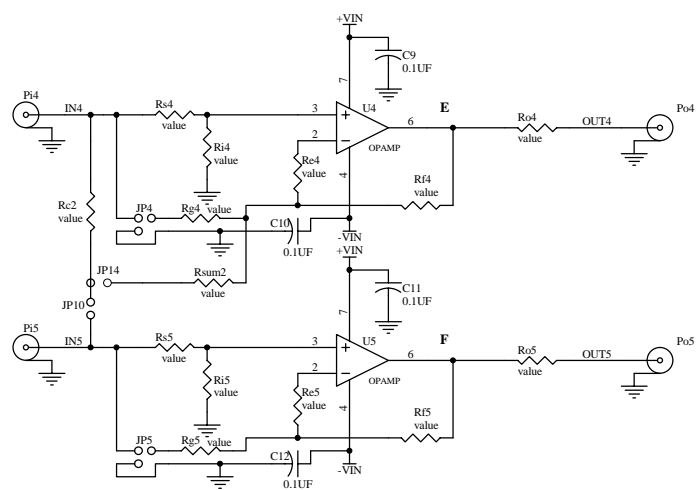 +VIN
C9
0.1UF
7
Pi4
IN4
Rs4
value
3
U4
6
E
Ro4
value
OUT4
Po4
+
-
2
OPAMP
Ri4
value
Re4
value
4
Rf4
value
Rc2
value
JP4
Rg4
value
C10
0.1UF
-VIN
+VIN
JP14
Rsum2
value
JP10
C11
0.1UF
7
Pi5
IN5
Rs5
value
3
U5
6
F
Ro5
value
OUT5
Po5
+
-
2
OPAMP
Ri5
value
Re5
value
4
Rf5
value
JP5
Rg5
value
C12
0.1UF
-VIN